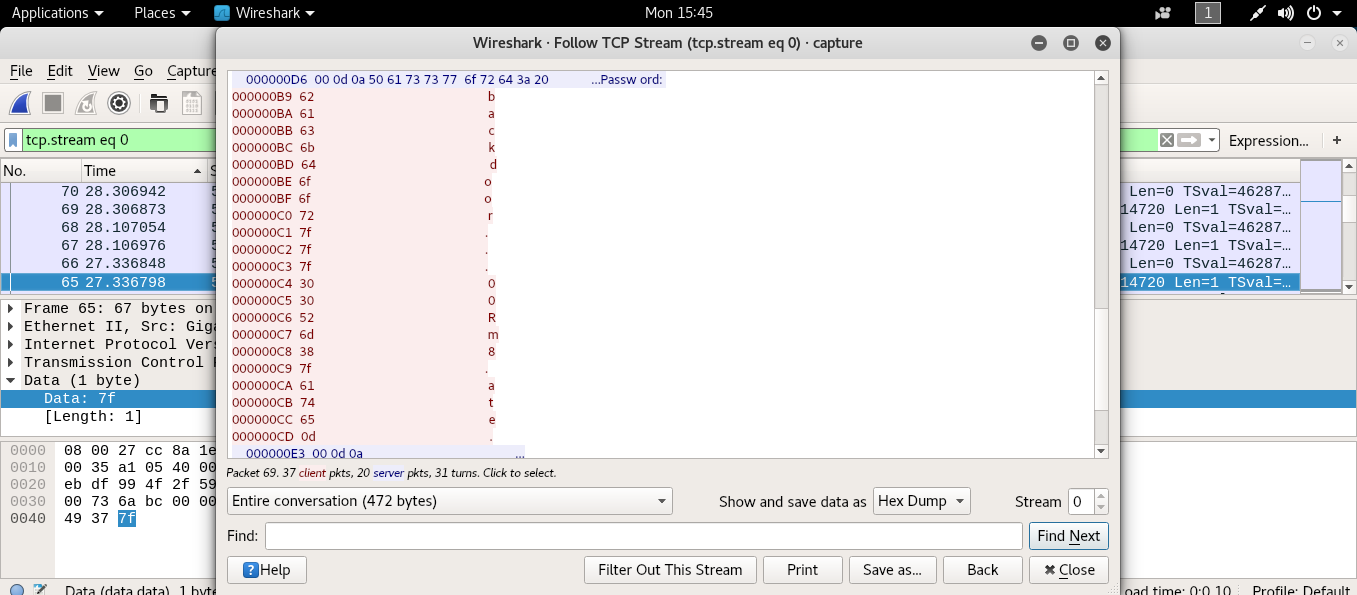 Applications Places Wireshark Mon 15:45 1
Wireshark · Follow TCP Stream (tcp.stream eq 0) · capture
File Edit View Go Capture
tcp.stream eq 0 Expression... +
No. Time
70 28.306942 Len=0 TSval=46287…
69 28.306873 14720 Len=1 TSval=…
68 28.107054 Len=0 TSval=46287…
67 28.106976 14720 Len=1 TSval=…
66 27.336848 Len=0 TSval=46287…
65 27.336798 14720 Len=1 TSval=…
Frame 65: 67 bytes on
Ethernet II, Src: Giga
Internet Protocol Vers
Transmission Control
Data (1 byte)
Data: 7f
[Length: 1]
0000 08 00 27 cc 8a 1e
0010 00 35 a1 05 40 00
0020 eb df 99 4f 2f 59
0030 00 73 6a bc 00 00
0040 49 37 7f
000000D6 00 0d 0a 50 61 73 73 77 6f 72 64 3a 20 ...Passw ord:
000000B9 62 b
000000BA 61 a
000000BB 63 c
000000BC 6b k
000000BD 64 d
000000BE 6f o
000000BF 6f o
000000C0 72 r
000000C1 7f .
000000C2 7f .
000000C3 7f .
000000C4 30 0
000000C5 30 0
000000C6 52 R
000000C7 6d m
000000C8 38 8
000000C9 7f .
000000CA 61 a
000000CB 74 t
000000CC 65 e
000000CD 0d .
000000E3 00 0d 0a ...
Packet 69. 37 client pkts, 20 server pkts, 31 turns. Click to select.
Entire conversation (472 bytes) Show and save data as Hex Dump Stream 0
Find: Find Next
Help Filter Out This Stream Print Save as... Back Close
Data (data.data), 1 byte oad time: 0:0.10 Profile: Default